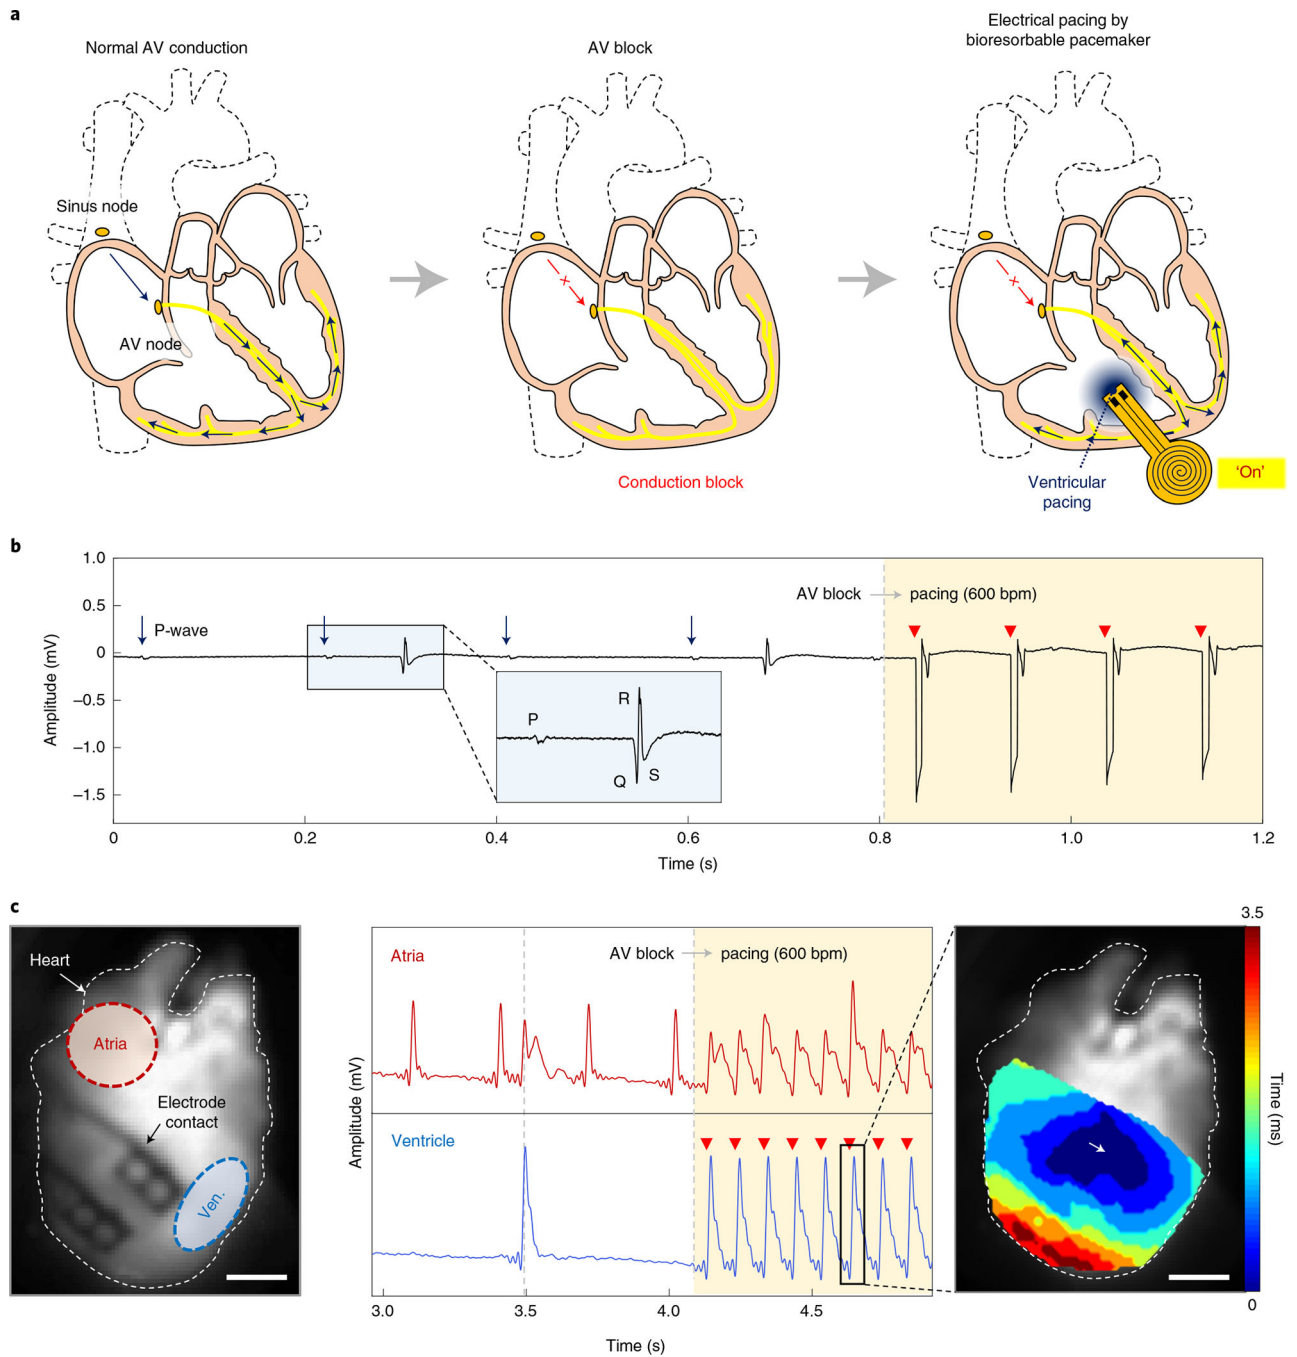 a
Normal AV conduction
AV block
Electrical pacing by
bioresorbable pacemaker
Sinus node
AV node
Conduction block
Ventricular
pacing
‘On’
b
1.0
0.5
0
–0.5
–1.0
–1.5
Amplitude (mV)
P-wave
AV block
pacing (600 bpm)
P
R
Q
S
0
0.2
0.4
0.6
0.8
1.0
1.2
Time (s)
c
Heart
Atria
Electrode
contact
Ven.
Amplitude (mV)
Atria
AV block
pacing (600 bpm)
Ventricle
3.0
3.5
4.0
4.5
Time (s)
3.5
Time (ms)
0